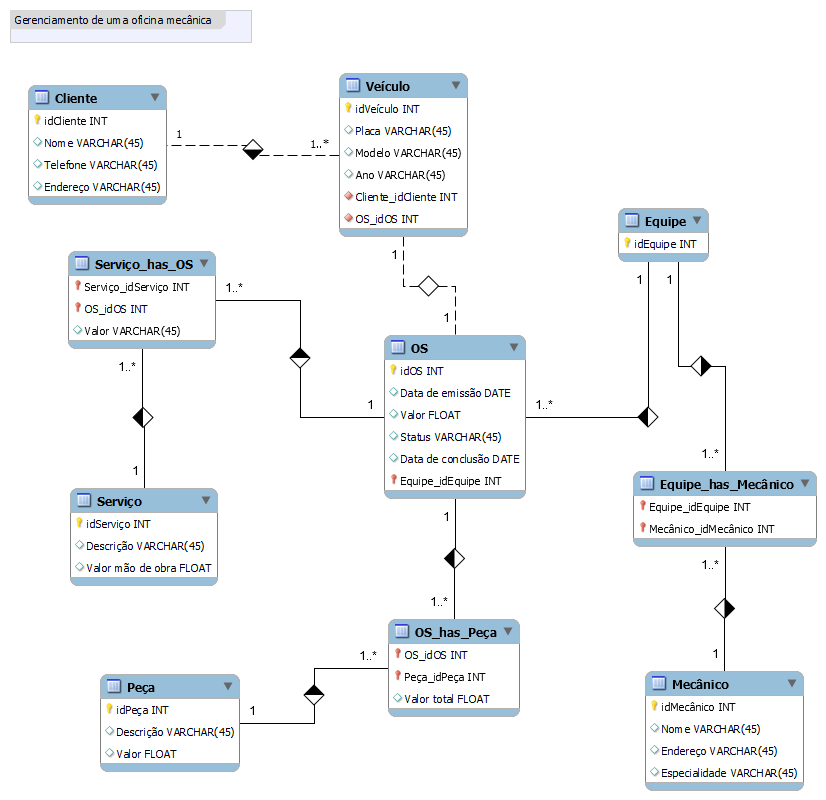 Gerenciamento de uma oficina mecânica
Cliente
idCliente INT
Nome VARCHAR(45)
Telefone VARCHAR(45)
Endereço VARCHAR(45)
1
1..*
Veículo
idVeículo INT
Placa VARCHAR(45)
Modelo VARCHAR(45)
Ano VARCHAR(45)
Cliente_idCliente INT
OS_idOS INT
Equipe
idEquipe INT
1
1
1
1
Serviço_has_OS
Serviço_idServiço INT
OS_idOS INT
Valor VARCHAR(45)
1..*
1
1..*
1
OS
idOS INT
Data de emissão DATE
Valor FLOAT
Status VARCHAR(45)
Data de conclusão DATE
Equipe_idEquipe INT
1..*
1..*
Equipe_has_Mecânico
Equipe_idEquipe INT
Mecânico_idMecânico INT
Serviço
idServiço INT
Descrição VARCHAR(45)
Valor mão de obra FLOAT
1
1..*
1..*
1
OS_has_Peça
OS_idOS INT
Peça_idPeça INT
Valor total FLOAT
1..*
1
Peça
idPeça INT
Descrição VARCHAR(45)
Valor FLOAT
Mecânico
idMecânico INT
Nome VARCHAR(45)
Endereço VARCHAR(45)
Especialidade VARCHAR(45)